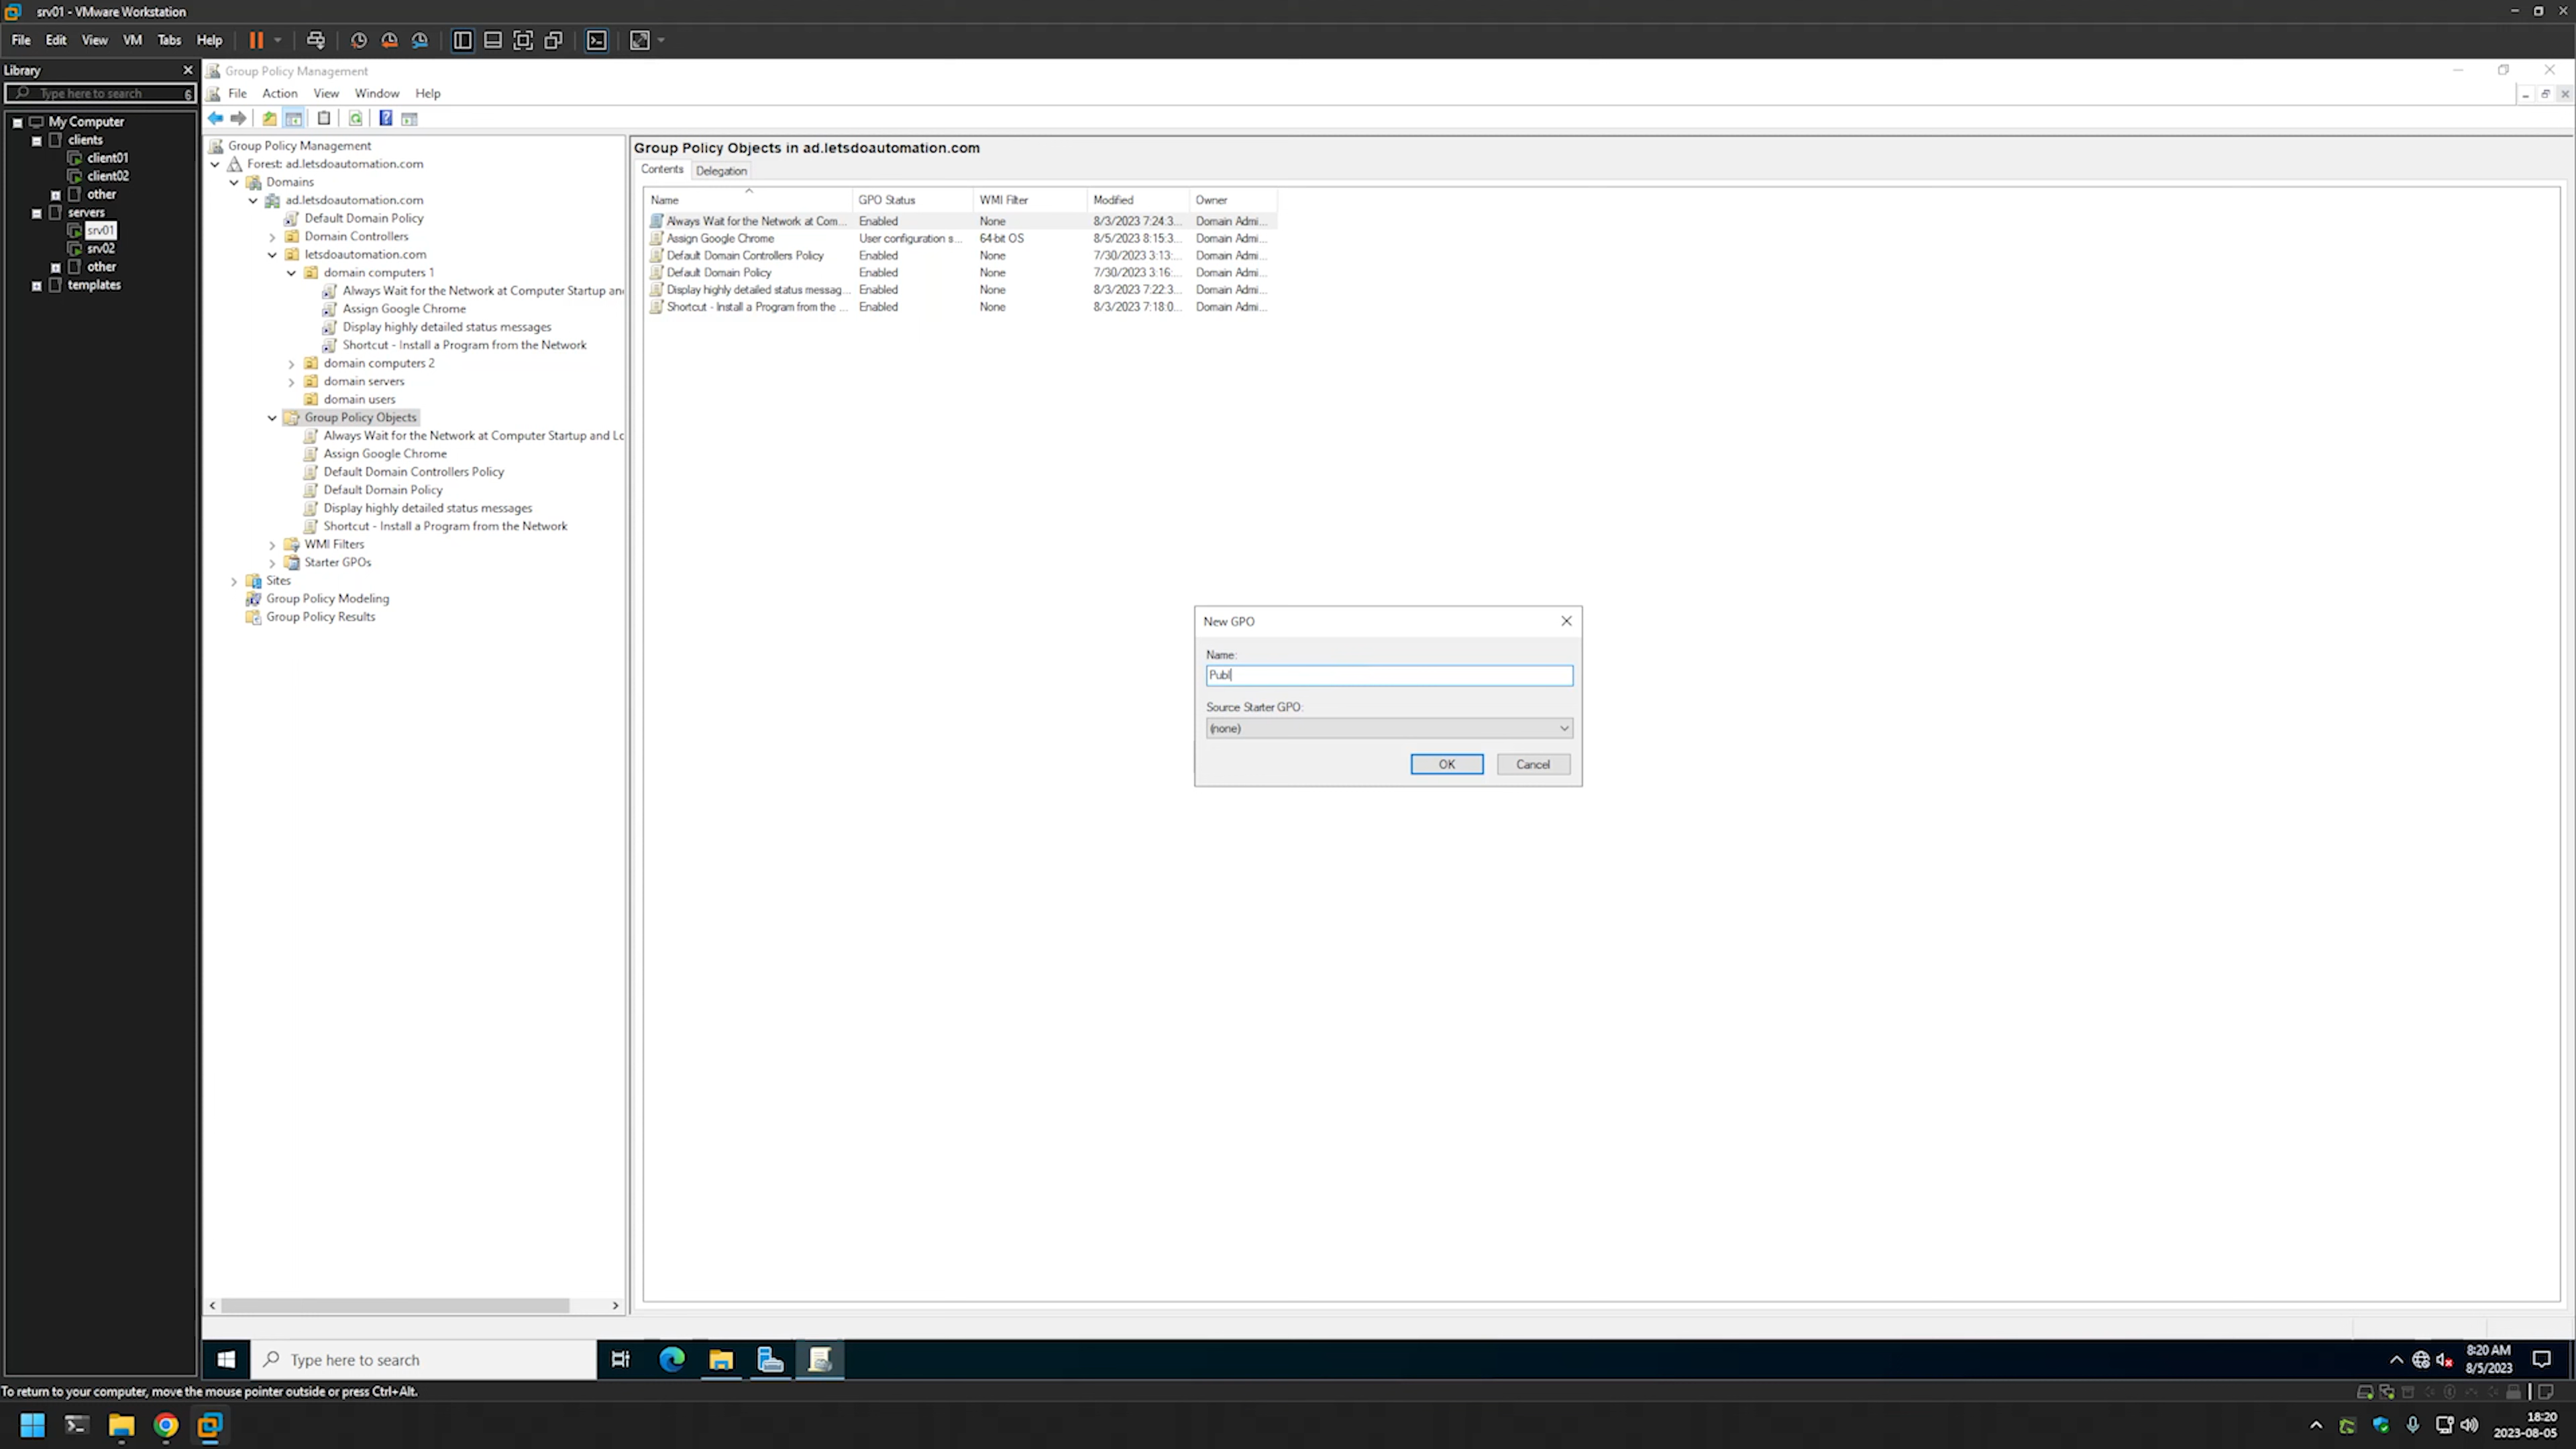 srv01 - VMware Workstation
File Edit View VM Tabs Help
Library
Type here to search
My Computer
clients
client01
client02
other
servers
srv01
srv02
other
templates
Group Policy Management
File Action View Window Help
Group Policy Management
Forest: ad.letsdoautomation.com
Domains
ad.letsdoautomation.com
Default Domain Policy
Domain Controllers
letsdoautomation.com
domain computers 1
Always Wait for the Network at Computer Startup an
Assign Google Chrome
Display highly detailed status messages
Shortcut - Install a Program from the Network
domain computers 2
domain servers
domain users
Group Policy Objects
Always Wait for the Network at Computer Startup and Lo
Assign Google Chrome
Default Domain Controllers Policy
Default Domain Policy
Display highly detailed status messages
Shortcut - Install a Program from the Network
WMI Filters
Starter GPOs
Sites
Group Policy Modeling
Group Policy Results
Group Policy Objects in ad.letsdoautomation.com
Contents Delegation
Name GPO Status WMI Filter Modified Owner
Always Wait for the Network at Com... Enabled None 8/3/2023 7:24:3... Domain Admi...
Assign Google Chrome User configuration s... 64-bit OS 8/5/2023 8:15:3... Domain Admi...
Default Domain Controllers Policy Enabled None 7/30/2023 3:13:... Domain Admi...
Default Domain Policy Enabled None 7/30/2023 3:16:... Domain Admi...
Display highly detailed status messag... Enabled None 8/3/2023 7:22:3... Domain Admi...
Shortcut - Install a Program from the ... Enabled None 8/3/2023 7:18:0... Domain Admi...
New GPO
Name:
Publ
Source Starter GPO:
(none)
OK Cancel
Type here to search
8:20 AM
8/5/2023
To return to your computer, move the mouse pointer outside or press Ctrl+Alt.
18:20
2023-08-05